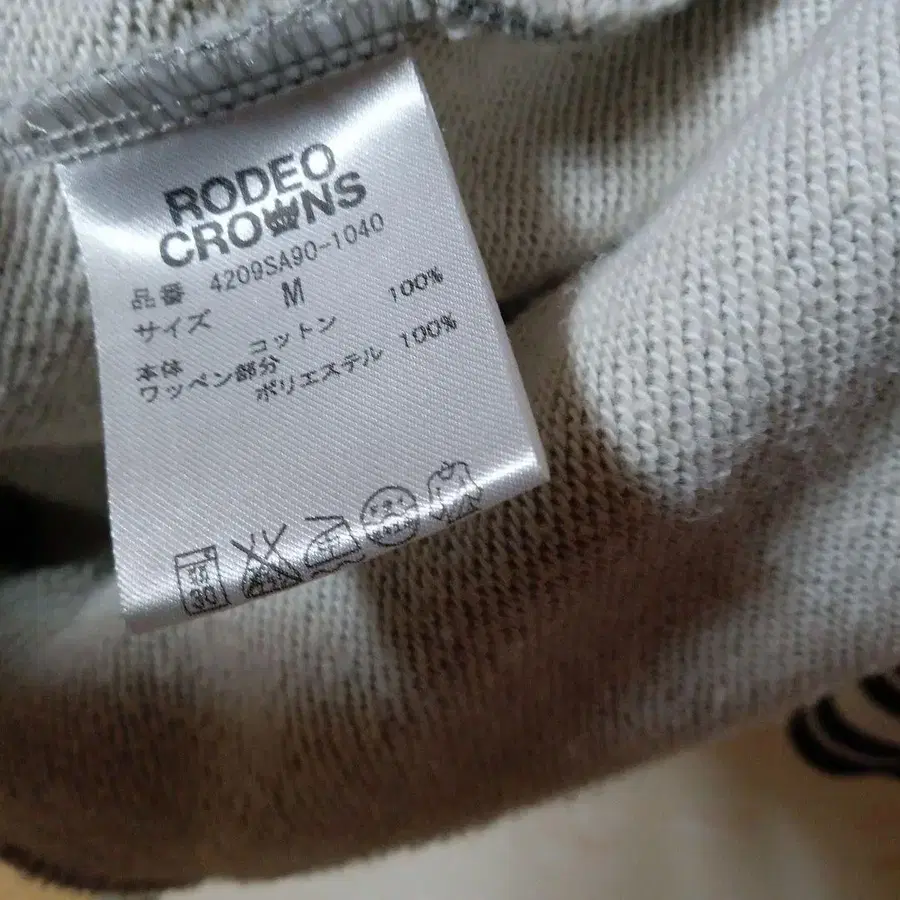 RODEO
CROWNS
品番 4209SA90-1040
サイズ M
本体 コットン 100%
ワッペン部分
ポリエステル 100%